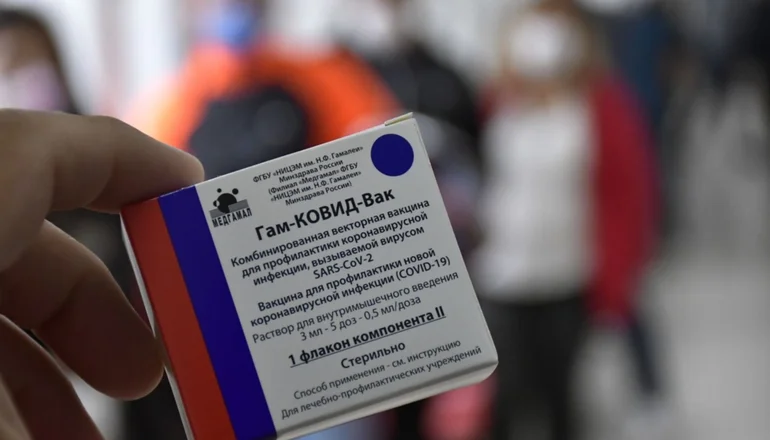 ФГБУ «НИЦЭМ им. Н.Ф. Гамалеи»
Минздрава России
(Филиал «Медгамал» ФГБУ
«НИЦЭМ им. Н.Ф. Гамалеи»
Минздрава России)
МЕДГАМАЛ
Гам-КОВИД-Вак
Комбинированная векторная вакцина
для профилактики коронавирусной
инфекции, вызываемой вирусом
SARS-CoV-2
Вакцина для профилактики новой
коронавирусной инфекции (COVID-19)
Раствор для внутримышечного введения
3 мл - 5 доз - 0,5 мл/доза
1 флакон компонента II
Стерильно
Способ применения - см. инструкцию
Для лечебно-профилактических учреждений